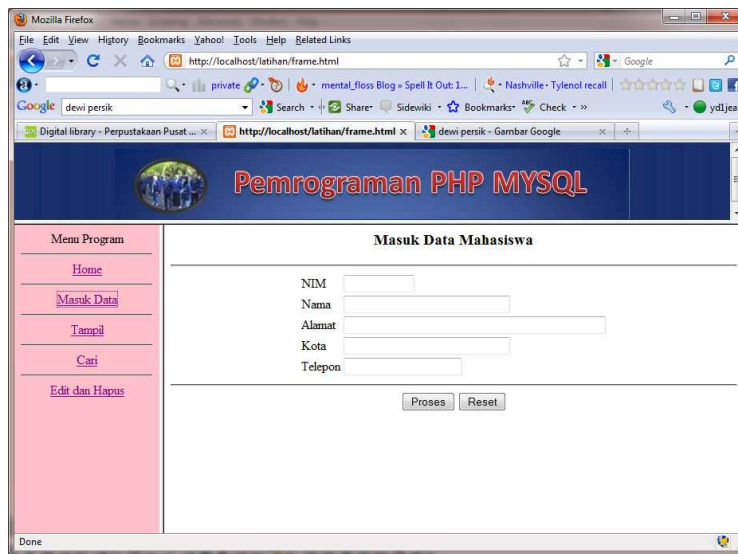 Mozilla Firefox
File Edit View History Bookmarks Yahoo! Tools Help Related Links
http://localhost/latihan/frame.html Google
private mental_floss Blog » Spell It Out: 1... Nashville · Tylenol recall
Google dewi persik Search Share Sidewiki Bookmarks Check » yd1jea
Digital library - Perpustakaan Pusat ... http://localhost/latihan/frame.html dewi persik - Gambar Google
Pemrograman PHP MYSQL
Menu Program
Home
Masuk Data
Tampil
Cari
Edit dan Hapus
Masuk Data Mahasiswa
NIM
Nama
Alamat
Kota
Telepon
Proses Reset
Done